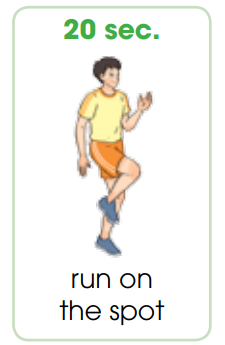 20 sec.
run on
the spot